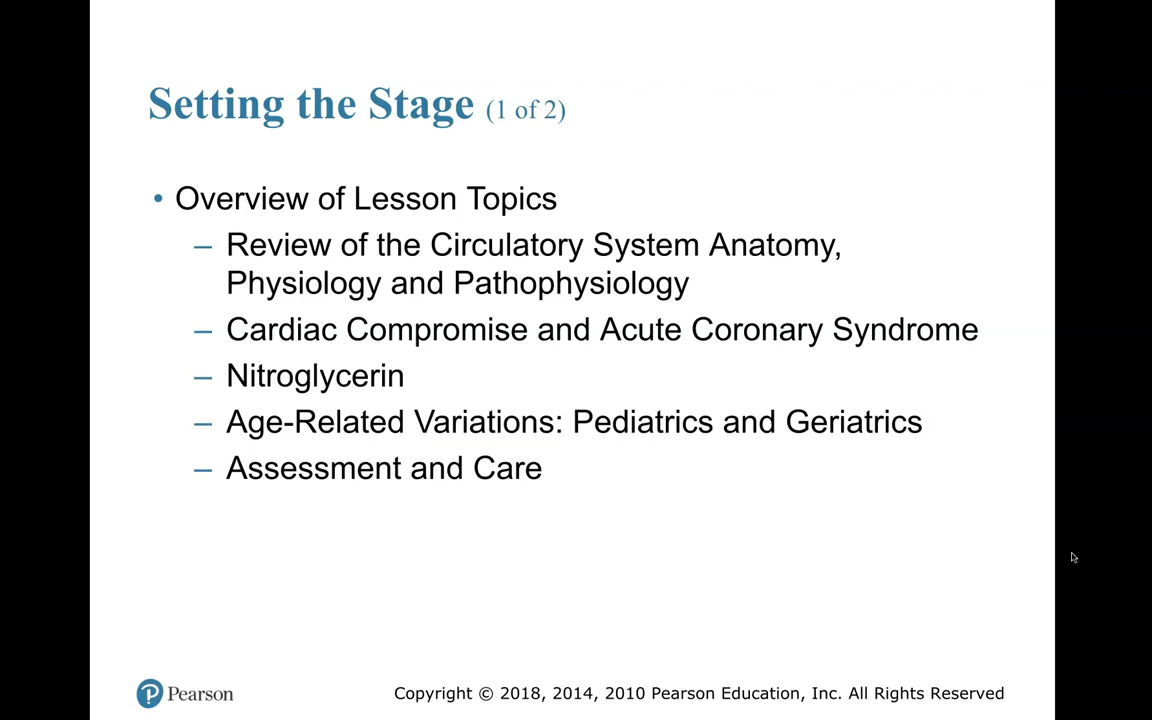 Setting the Stage (1 of 2)
• Overview of Lesson Topics
– Review of the Circulatory System Anatomy,
Physiology and Pathophysiology
– Cardiac Compromise and Acute Coronary Syndrome
– Nitroglycerin
– Age-Related Variations: Pediatrics and Geriatrics
– Assessment and Care
Pearson
Copyright © 2018, 2014, 2010 Pearson Education, Inc. All Rights Reserved